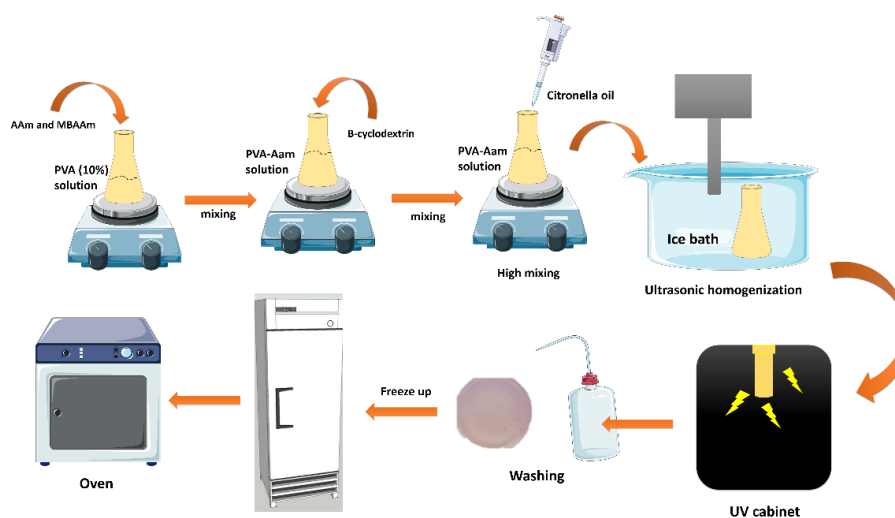 AAm and MBAAm
PVA (10%)
solution
mixing
PVA-Aam
solution
B-cyclodextrin
mixing
Citronella oil
PVA-Aam
solution
High mixing
Ice bath
Ultrasonic homogenization
UV cabinet
Washing
Freeze up
Oven